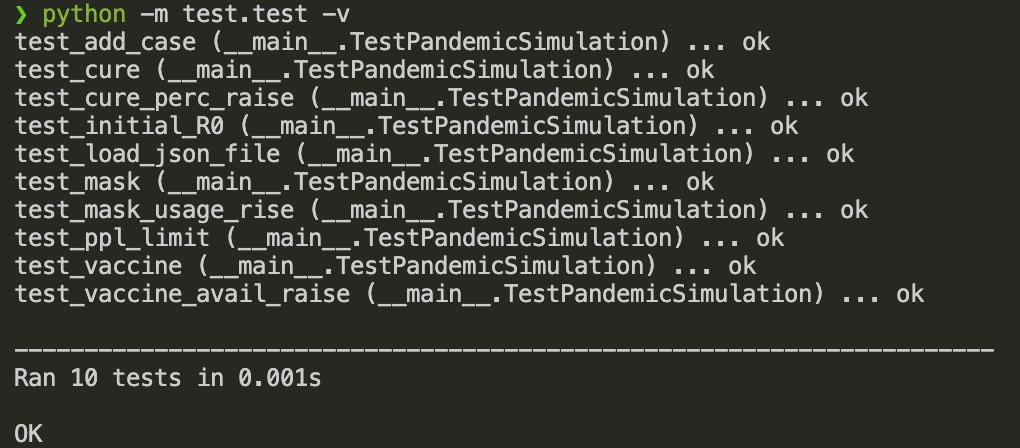 ❯ python -m test.test -v
test_add_case (__main__.TestPandemicSimulation) ... ok
test_cure (__main__.TestPandemicSimulation) ... ok
test_cure_perc_raise (__main__.TestPandemicSimulation) ... ok
test_initial_R0 (__main__.TestPandemicSimulation) ... ok
test_load_json_file (__main__.TestPandemicSimulation) ... ok
test_mask (__main__.TestPandemicSimulation) ... ok
test_mask_usage_rise (__main__.TestPandemicSimulation) ... ok
test_ppl_limit (__main__.TestPandemicSimulation) ... ok
test_vaccine (__main__.TestPandemicSimulation) ... ok
test_vaccine_avail_raise (__main__.TestPandemicSimulation) ... ok
----------------------------------------------------------------------
Ran 10 tests in 0.001s
OK